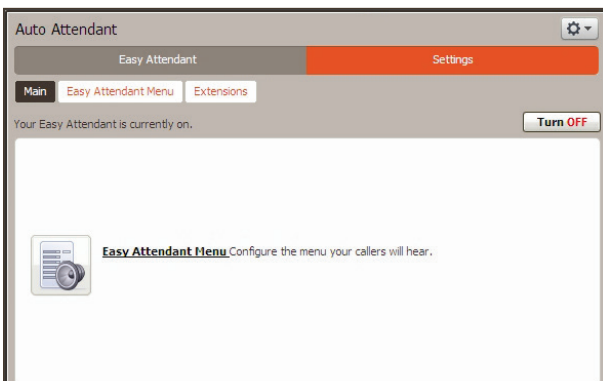 Auto Attendant
Easy Attendant Settings
Main Easy Attendant Menu Extensions
Your Easy Attendant is currently on. Turn OFF
Easy Attendant Menu Configure the menu your callers will hear.